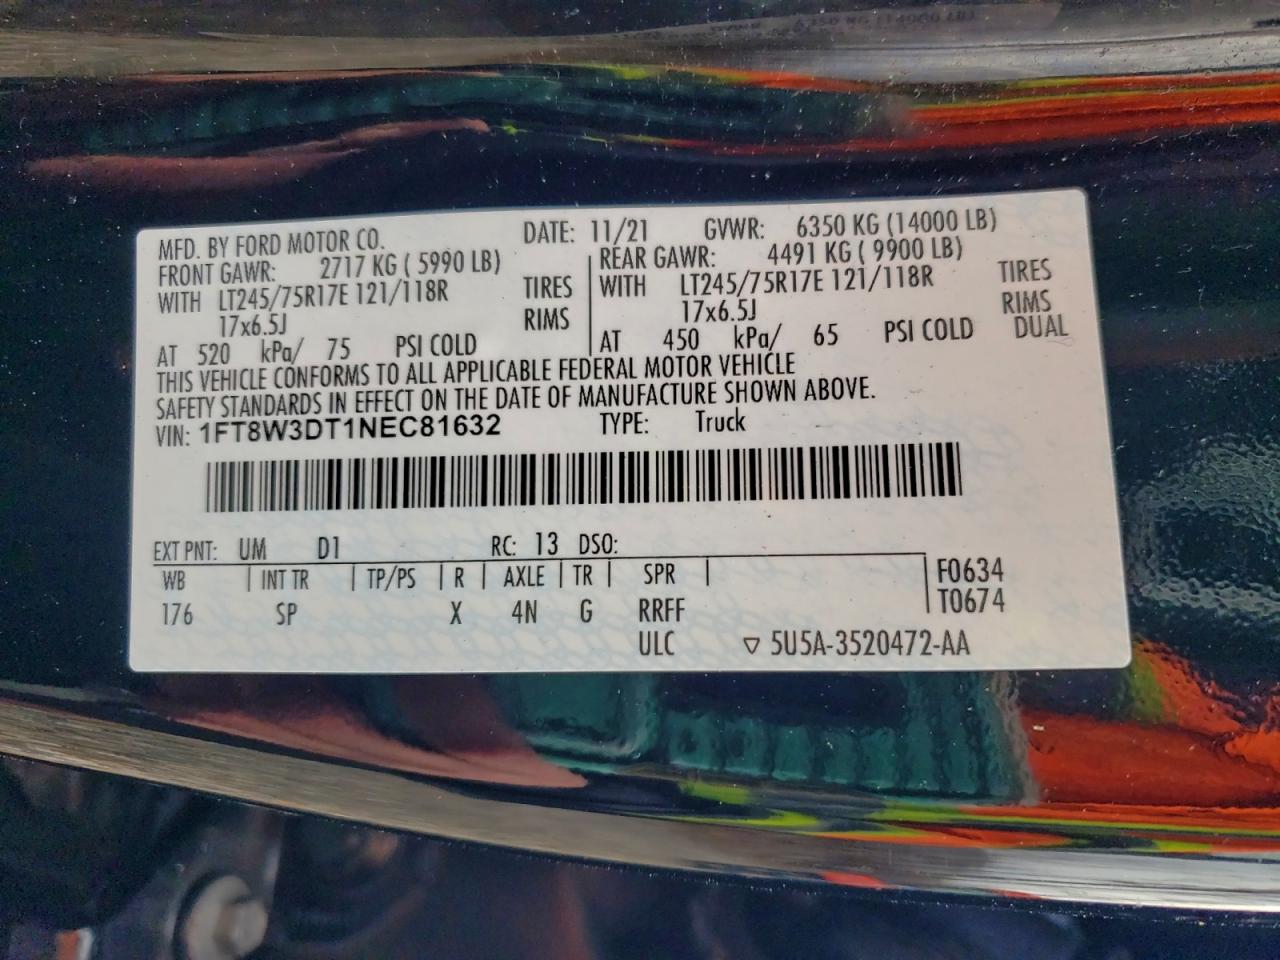 MFD. BY FORD MOTOR CO. DATE: 11/21 GVWR: 6350 KG (14000 LB)
FRONT GAWR: 2717 KG ( 5990 LB) REAR GAWR: 4491 KG ( 9900 LB)
WITH LT245/75R17E 121/118R TIRES WITH LT245/75R17E 121/118R TIRES
17x6.5J RIMS 17x6.5J RIMS
AT 520 kPa/ 75 PSI COLD AT 450 kPa/ 65 PSI COLD DUAL
THIS VEHICLE CONFORMS TO ALL APPLICABLE FEDERAL MOTOR VEHICLE
SAFETY STANDARDS IN EFFECT ON THE DATE OF MANUFACTURE SHOWN ABOVE.
VIN: 1FT8W3DT1NEC81632 TYPE: Truck
EXT PNT: UM D1 RC: 13 DSO:
WB INT TR TP/PS R AXLE TR SPR F0634
176 SP X 4N G RRFF T0674
ULC ▽ 5U5A-3520472-AA